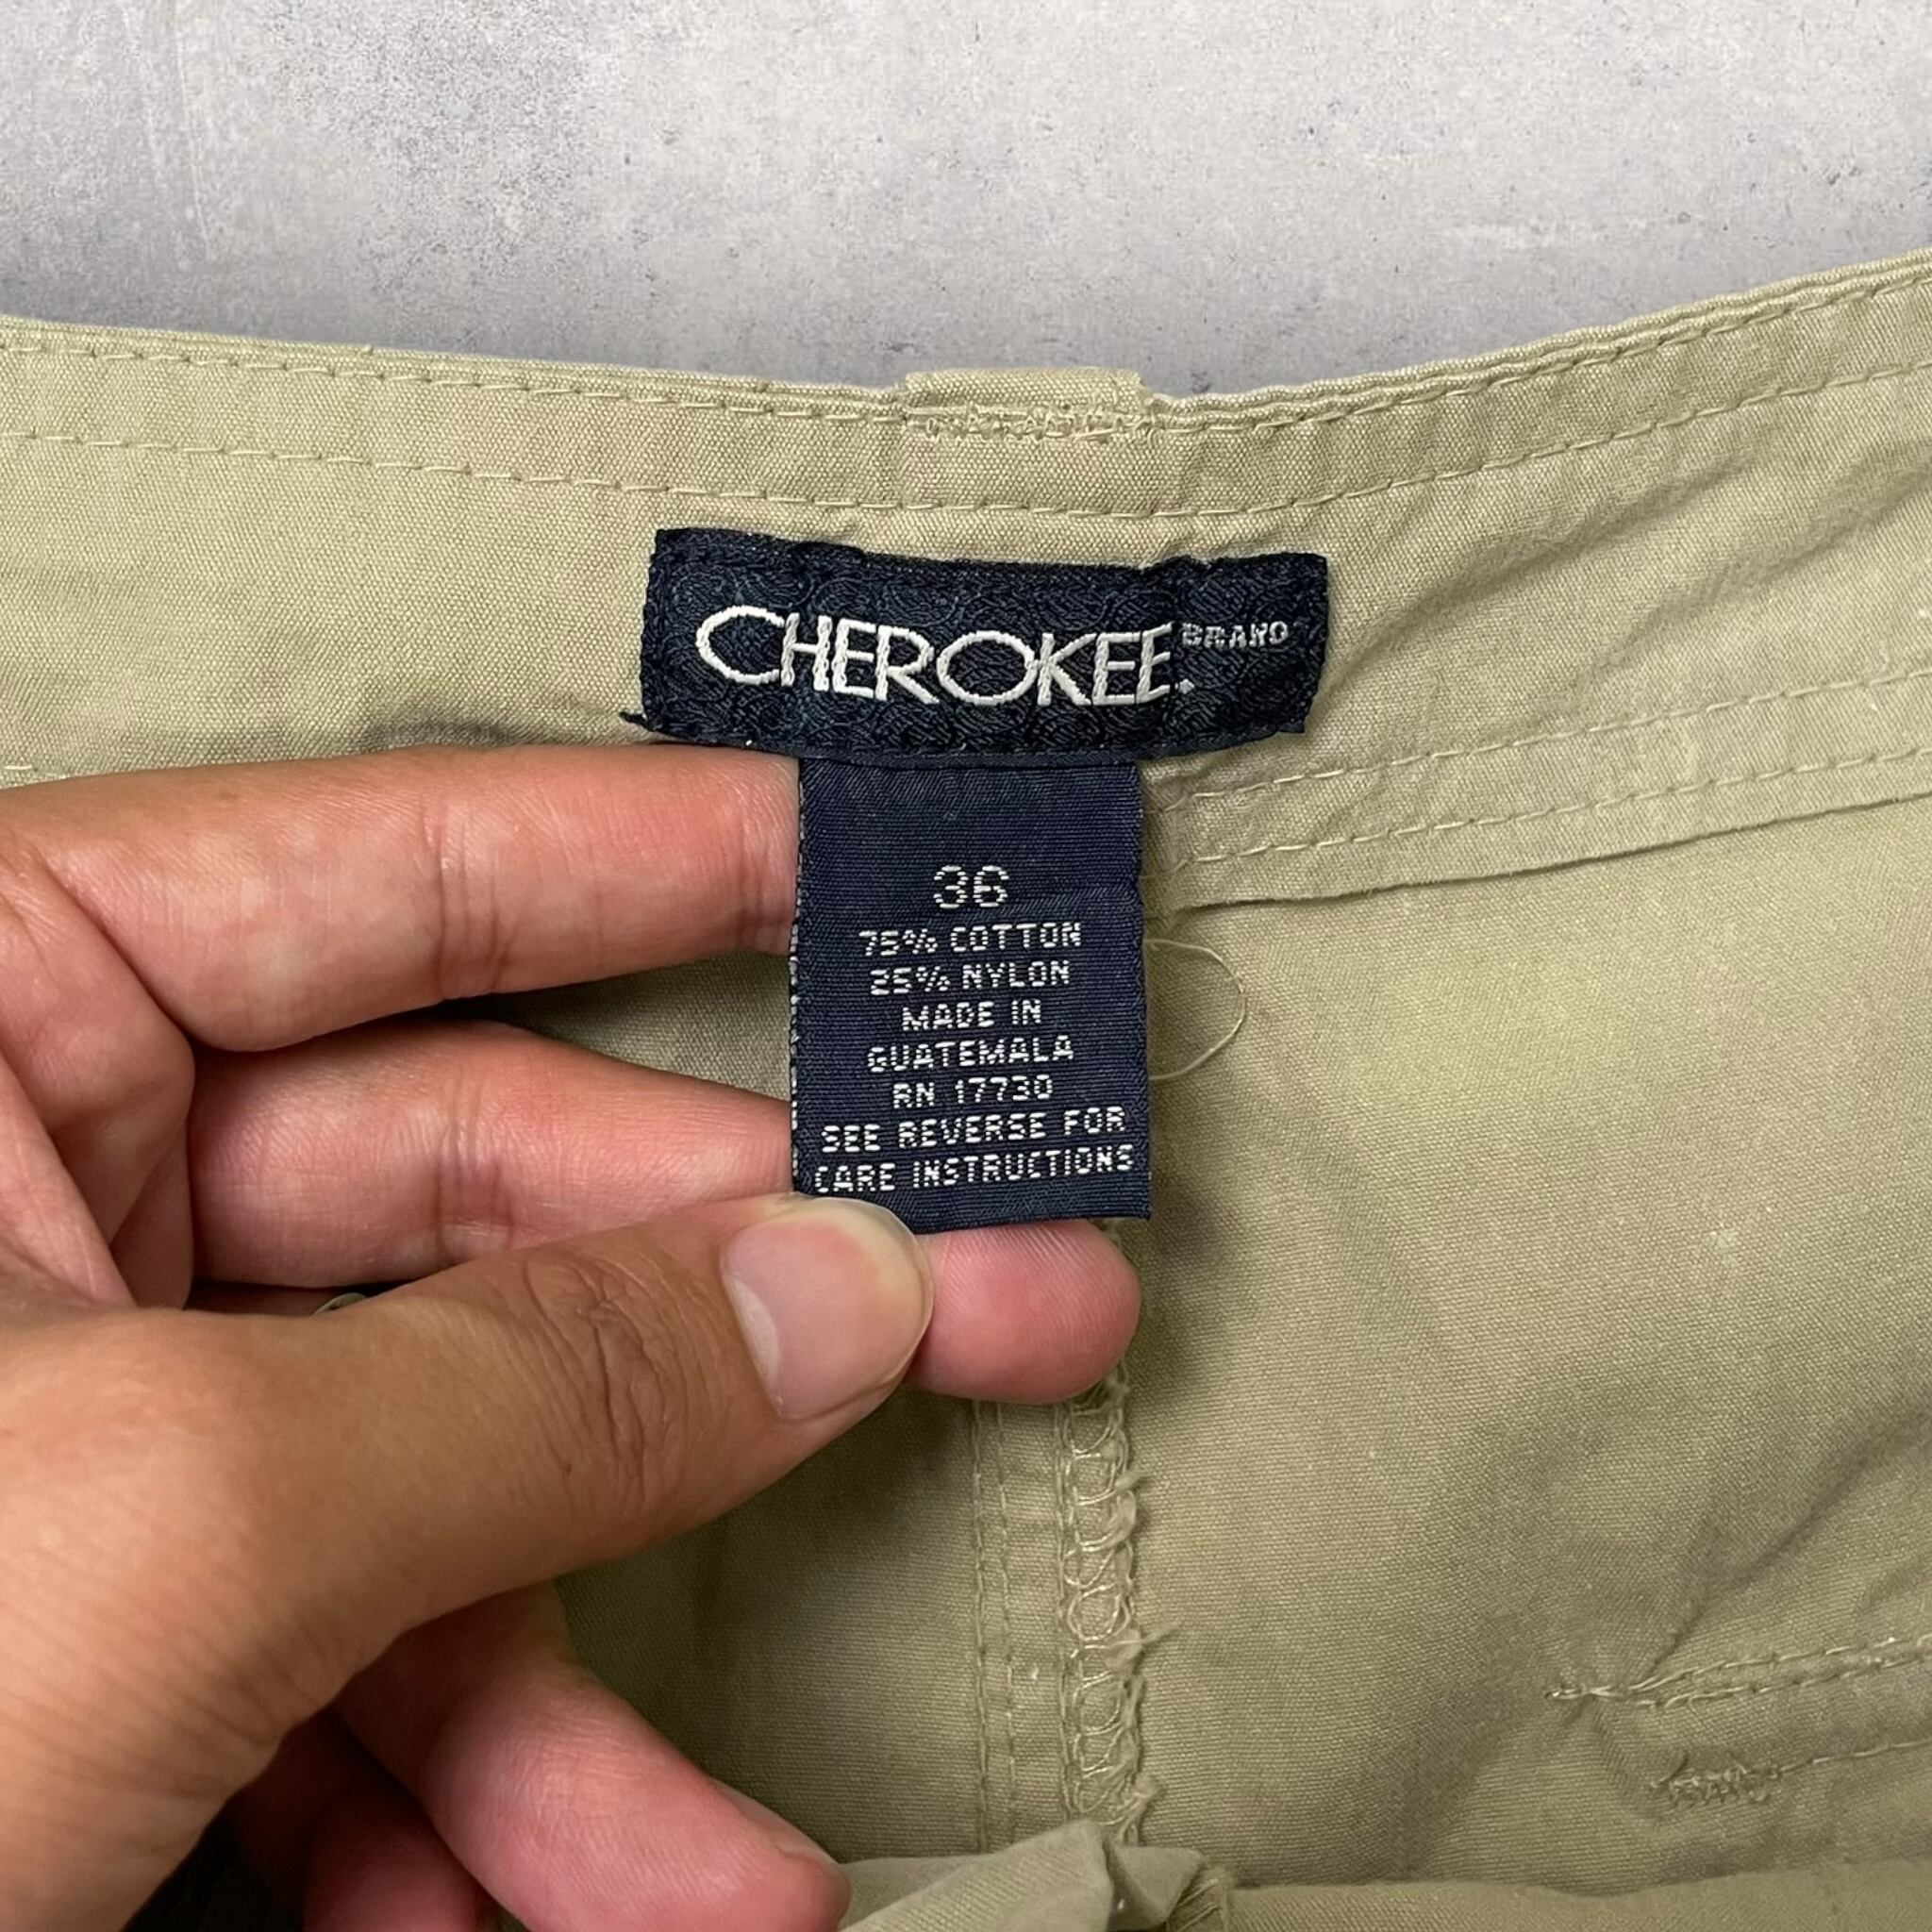 CHEROKEE. BRAND
36
75% COTTON
25% NYLON
MADE IN
GUATEMALA
RN 17730
SEE REVERSE FOR
CARE INSTRUCTIONS